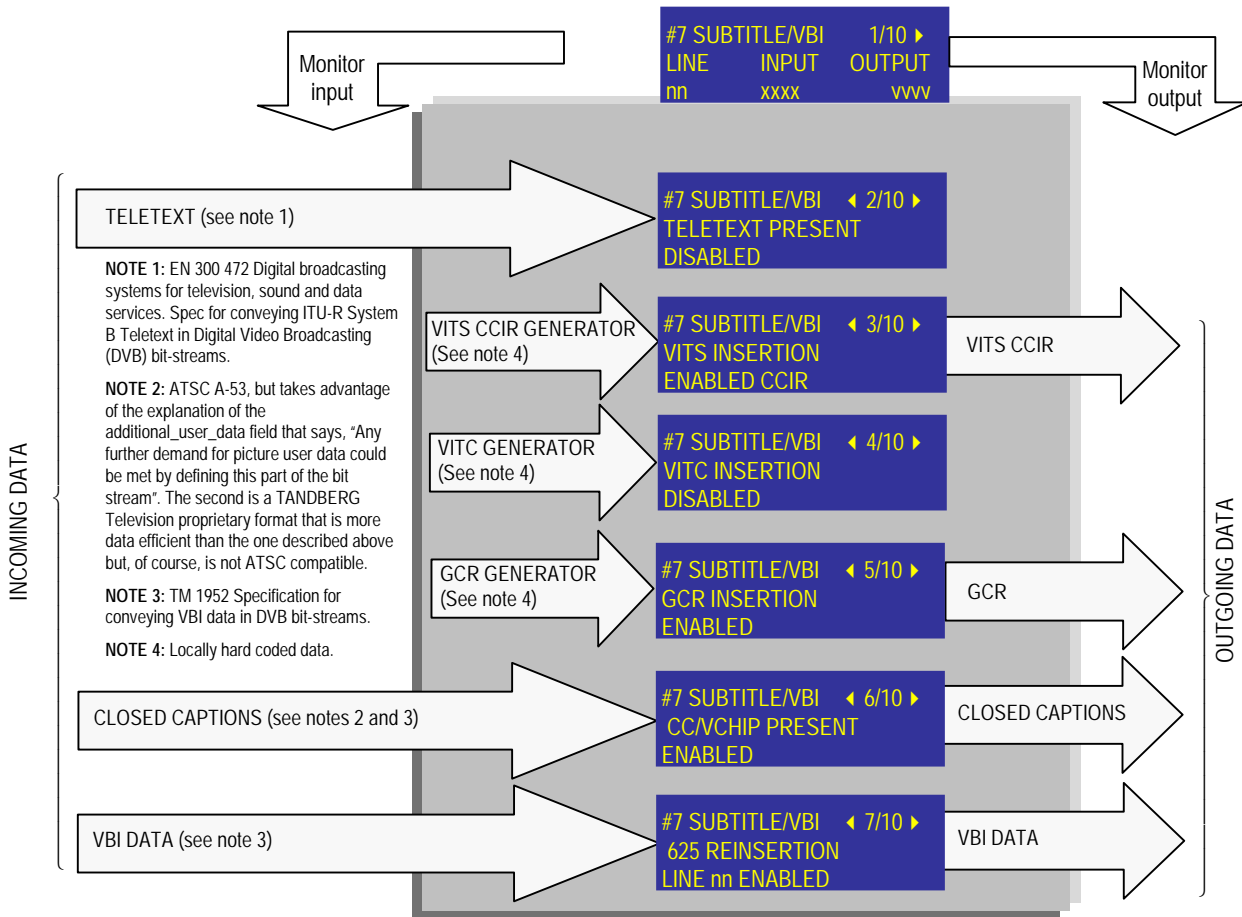 #7 SUBTITLE/VBI 1/10
LINE INPUT OUTPUT
nn xxxx yyyy
Monitor
input
Monitor
output
INCOMING DATA
TELETEXT (see note 1)
#7 SUBTITLE/VBI 2/10
TELETEXT PRESENT
DISABLED
NOTE 1: EN 300 472 Digital broadcasting
systems for television, sound and data
services. Spec for conveying ITU-R System
B Teletext in Digital Video Broadcasting
(DVB) bit-streams.
NOTE 2: ATSC A-53, but takes advantage
of the explanation of the
additional_user_data field that says, “Any
further demand for picture user data could
be met by defining this part of the bit
stream”. The second is a TANDBERG
Television proprietary format that is more
data efficient than the one described above
but, of course, is not ATSC compatible.
NOTE 3: TM 1952 Specification for
conveying VBI data in DVB bit-streams.
NOTE 4: Locally hard coded data.
VITS CCIR GENERATOR
(See note 4)
#7 SUBTITLE/VBI 3/10
VITS INSERTION
ENABLED CCIR
VITS CCIR
VITC GENERATOR
(See note 4)
#7 SUBTITLE/VBI 4/10
VITC INSERTION
DISABLED
GCR GENERATOR
(See note 4)
#7 SUBTITLE/VBI 5/10
GCR INSERTION
ENABLED
GCR
CLOSED CAPTIONS (see notes 2 and 3)
#7 SUBTITLE/VBI 6/10
CC/VCHIP PRESENT
ENABLED
CLOSED CAPTIONS
VBI DATA (see note 3)
#7 SUBTITLE/VBI 7/10
625 REINSERTION
LINE nn ENABLED
VBI DATA
OUTGOING DATA